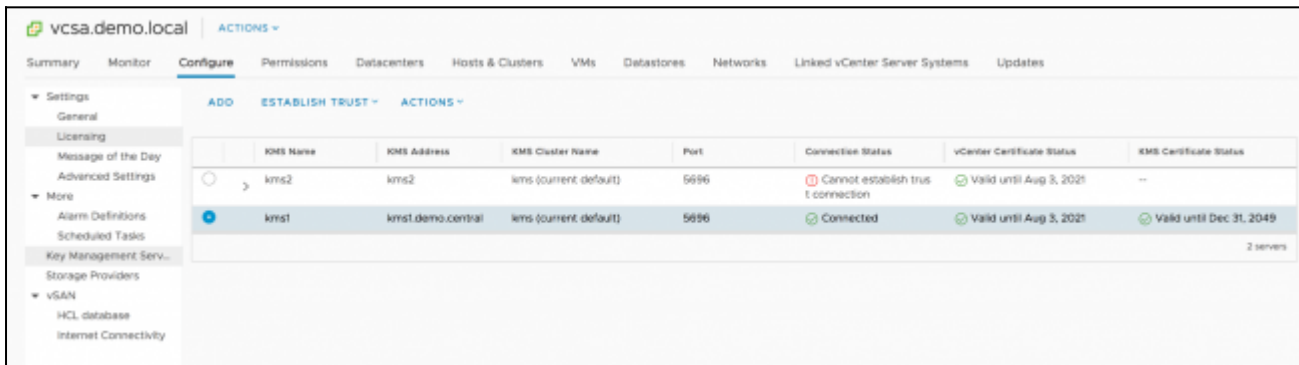 vcsa.demo.local ACTIONS
Summary Monitor Configure Permissions Datacenters Hosts & Clusters VMs Datastores Networks Linked vCenter Server Systems Updates
Settings
General
Licensing
Message of the Day
Advanced Settings
More
Alarm Definitions
Scheduled Tasks
Key Management Serv...
Storage Providers
vSAN
HCL database
Internet Connectivity
ADD ESTABLISH TRUST ACTIONS
KMS Name KMS Address KMS Cluster Name Port Connection Status vCenter Certificate Status KMS Certificate Status
kms2 kms2 kms (current default) 5696 Cannot establish trus Valid until Aug 3, 2021 --
t connection
kms1 kms1.demo.central kms (current default) 5696 Connected Valid until Aug 3, 2021 Valid until Dec 31, 2049
2 servers